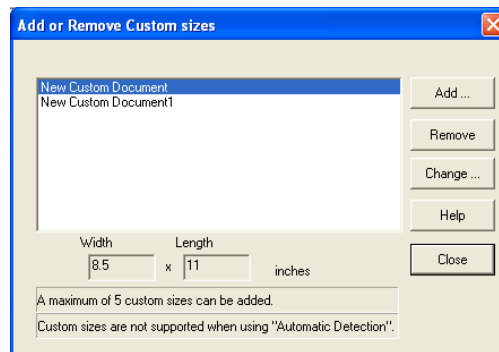 Add or Remove Custom sizes
New Custom Document
New Custom Document1
Add ...
Remove
Change ...
Help
Close
Width Length
8.5 x 11 inches
A maximum of 5 custom sizes can be added.
Custom sizes are not supported when using "Automatic Detection".